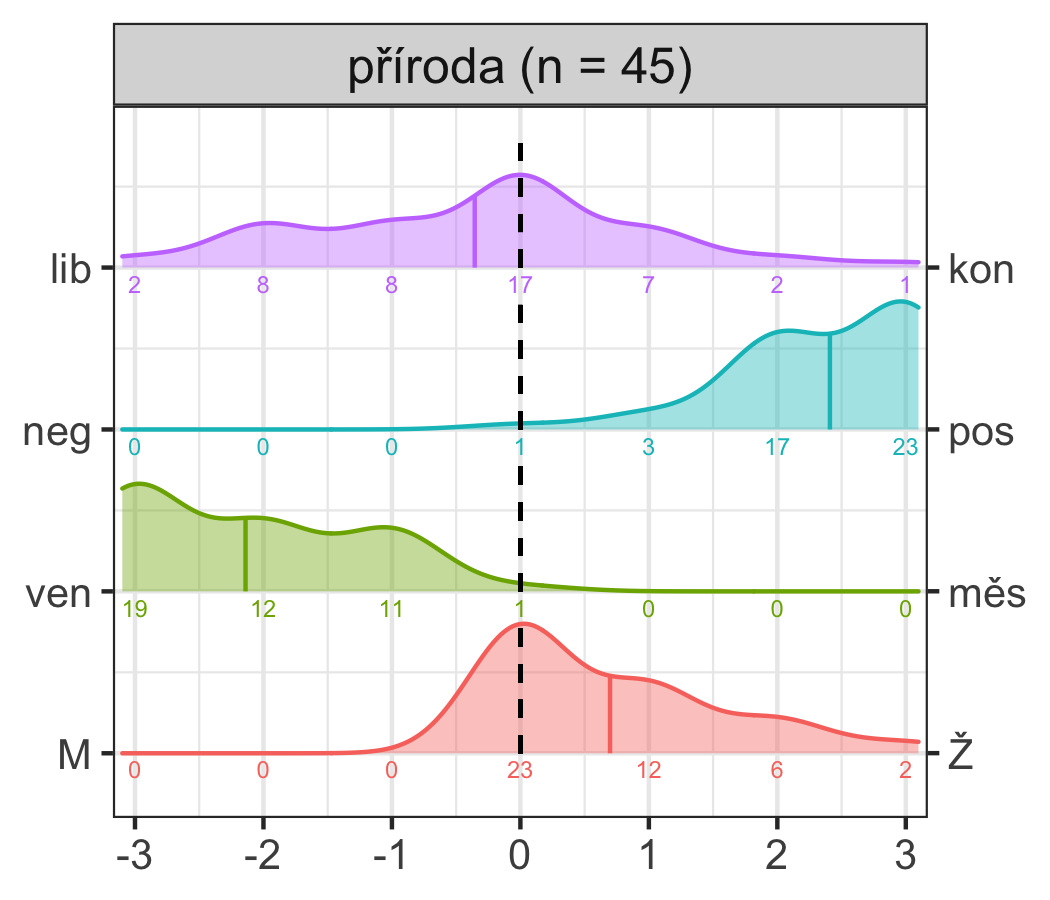 příroda (n = 45)
lib kon
2 8 8 17 7 2 1
neg pos
0 0 0 1 3 17 23
ven měs
19 12 11 1 0 0 0
M Ž
0 0 0 23 12 6 2
-3 -2 -1 0 1 2 3